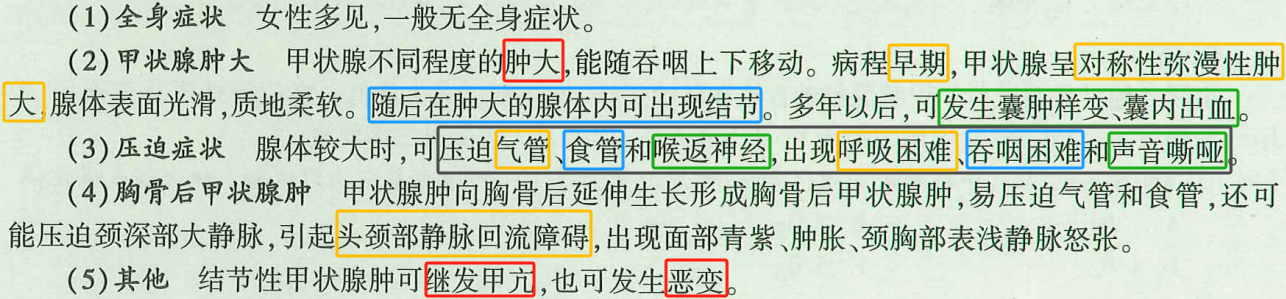 (1)全身症状 女性多见,一般无全身症状。
(2)甲状腺肿大 甲状腺不同程度的肿大,能随吞咽上下移动。病程早期,甲状腺呈对称性弥漫性肿
大,腺体表面光滑,质地柔软。随后在肿大的腺体内可出现结节。多年以后,可发生囊肿样变、囊内出血。
(3)压迫症状 腺体较大时,可压迫气管、食管和喉返神经,出现呼吸困难、吞咽困难和声音嘶哑。
(4)胸骨后甲状腺肿 甲状腺肿向胸骨后延伸生长形成胸骨后甲状腺肿,易压迫气管和食管,还可
能压迫颈深部大静脉,引起头颈部静脉回流障碍,出现面部青紫、肿胀、颈胸部表浅静脉怒张。
(5)其他 结节性甲状腺肿可继发甲亢,也可发生恶变。